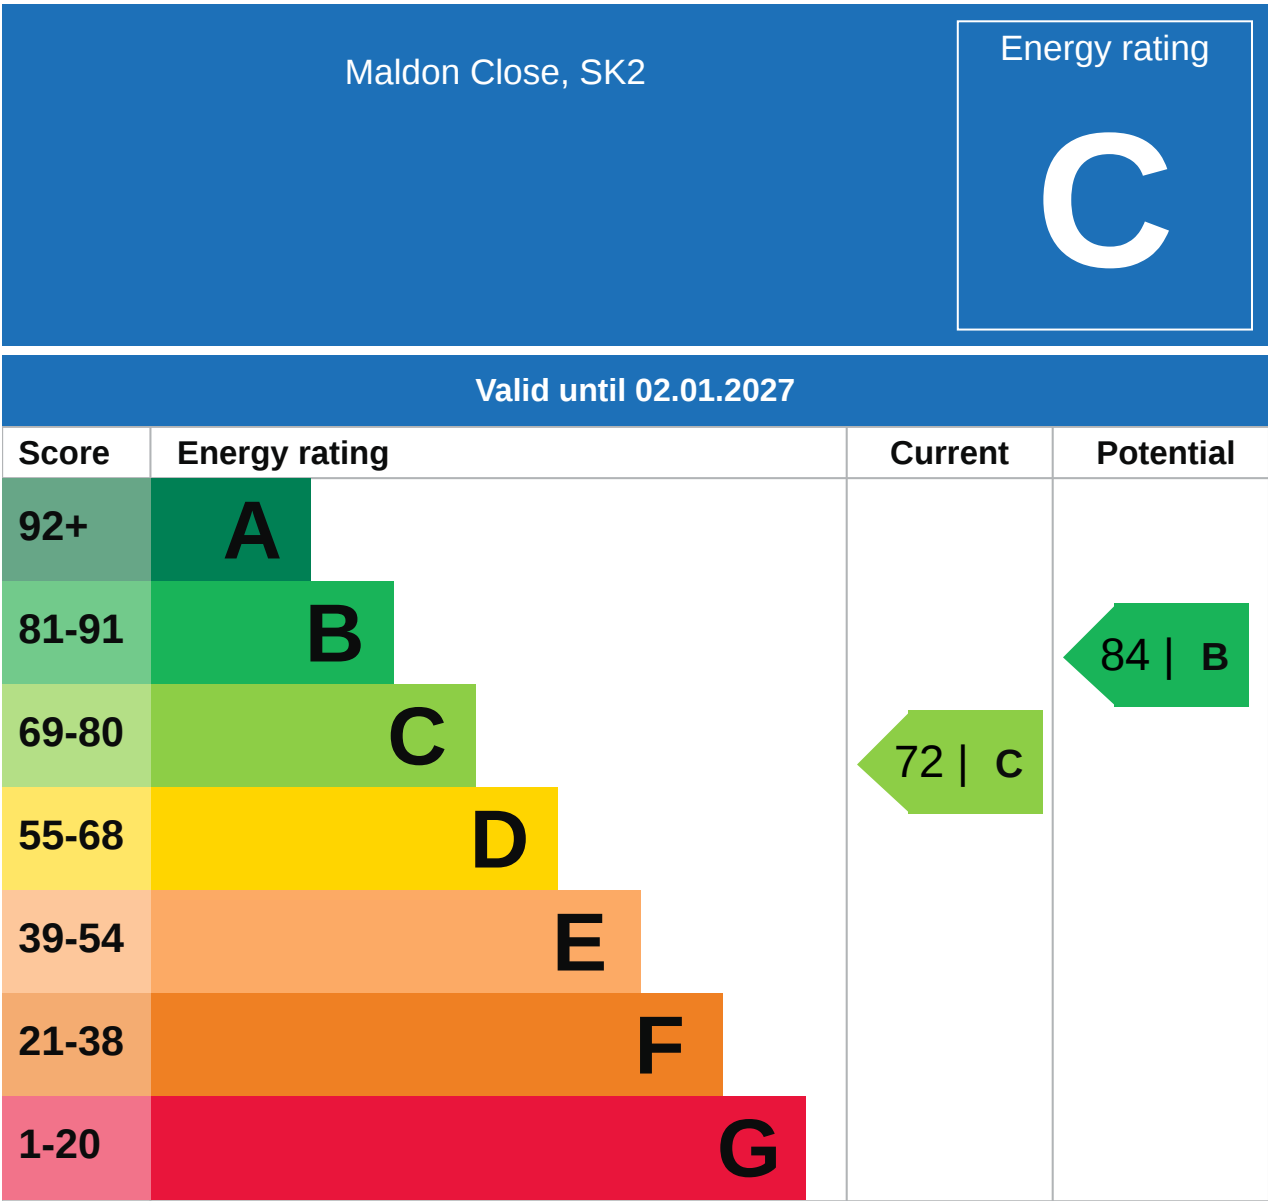 Maldon Close, SK2
Energy rating
C
Valid until 02.01.2027
Score Energy rating Current Potential
92+ A
81-91 B 84 | B
69-80 C 72 | C
55-68 D
39-54 E
21-38 F
1-20 G